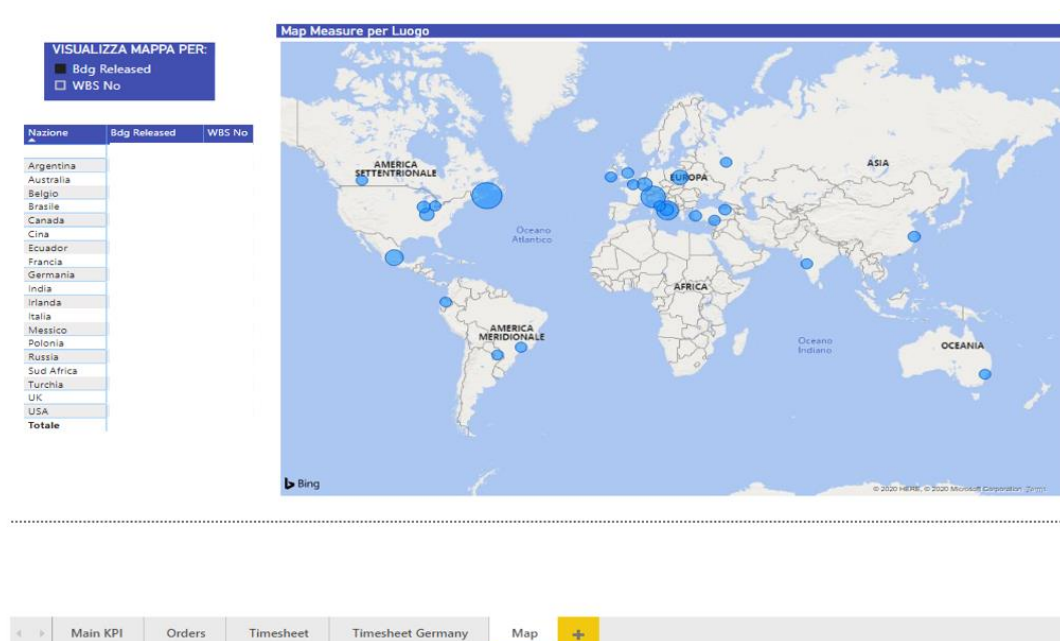 VISUALIZZA MAPPA PER:
Bdg Released
WBS No
Nazione Bdg Released WBS No
Argentina
Australia
Belgio
Brasile
Canada
Cina
Ecuador
Francia
Germania
India
Irlanda
Italia
Messico
Polonia
Russia
Sud Africa
Turchia
UK
USA
Totale
Map Measure per Luogo
AMERICA
SETTENTRIONALE
EUROPA
ASIA
Oceano
Atlantico
AFRICA
AMERICA
MERIDIONALE
Oceano
Indiano
OCEANIA
Bing
© 2020 HERE, © 2020 Microsoft Corporation Terms
Main KPI Orders Timesheet Timesheet Germany Map +